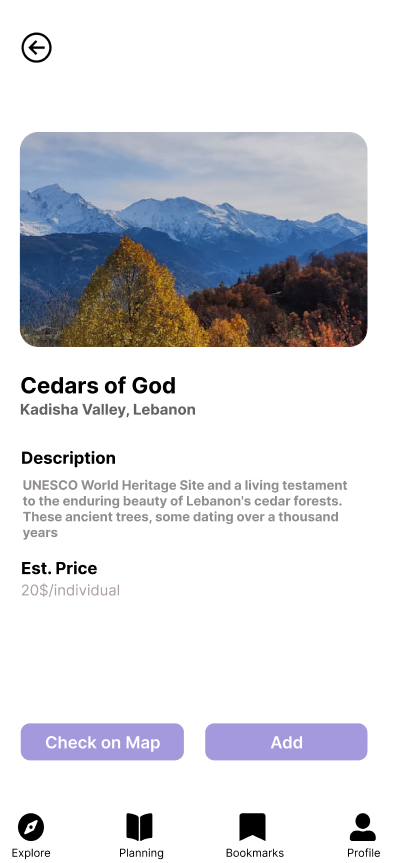 Cedars of God
Kadisha Valley, Lebanon
Description
UNESCO World Heritage Site and a living testament
to the enduring beauty of Lebanon's cedar forests.
These ancient trees, some dating over a thousand
years
Est. Price
20$/individual
Check on Map
Add
Explore
Planning
Bookmarks
Profile